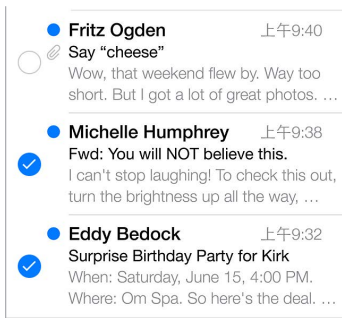 Fritz Ogden 上午9:40
Say “cheese”
Wow, that weekend flew by. Way too
short. But I got a lot of great photos. …
Michelle Humphrey 上午9:38
Fwd: You will NOT believe this.
I can't stop laughing! To check this out,
turn the brightness up all the way, …
Eddy Bedock 上午9:32
Surprise Birthday Party for Kirk
When: Saturday, June 15, 4:00 PM.
Where: Om Spa. So here's the deal. …